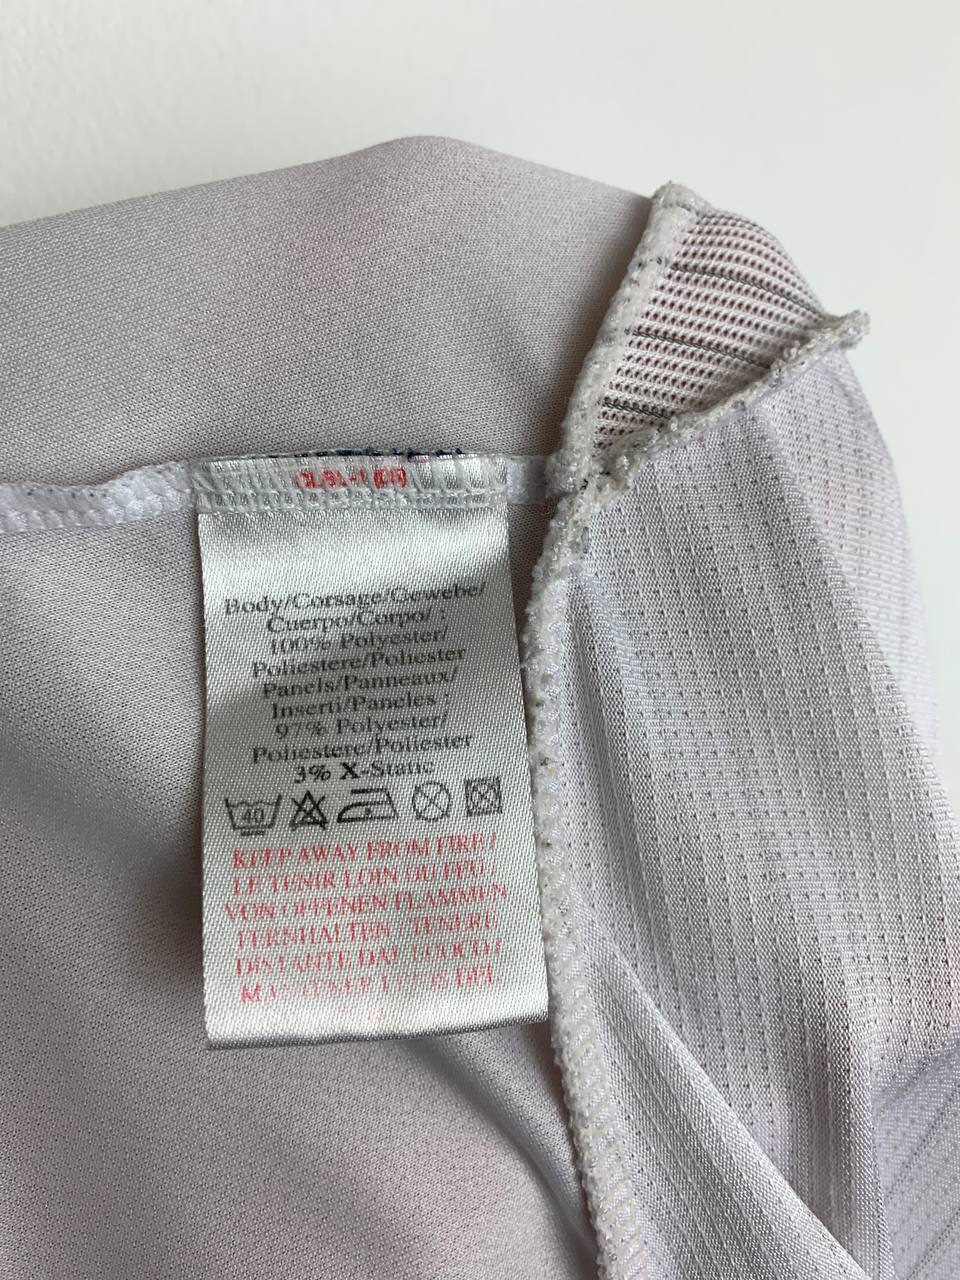 Body/Corsage/Gewebe/
Cuerpo/Corpo/ :
100% Polyester/
Poliestere/Poliester
Panels/Panneaux/
Inserti/Paneles :
97% Polyester/
Poliestere/Poliester
3% X-Static
40
KEEP AWAY FROM FIRE /
LE TENIR LOIN DU FEU /
VON OFFENEN FLAMMEN
FERNHALTEN TENERE
DISTANTE DAL FUOCO /